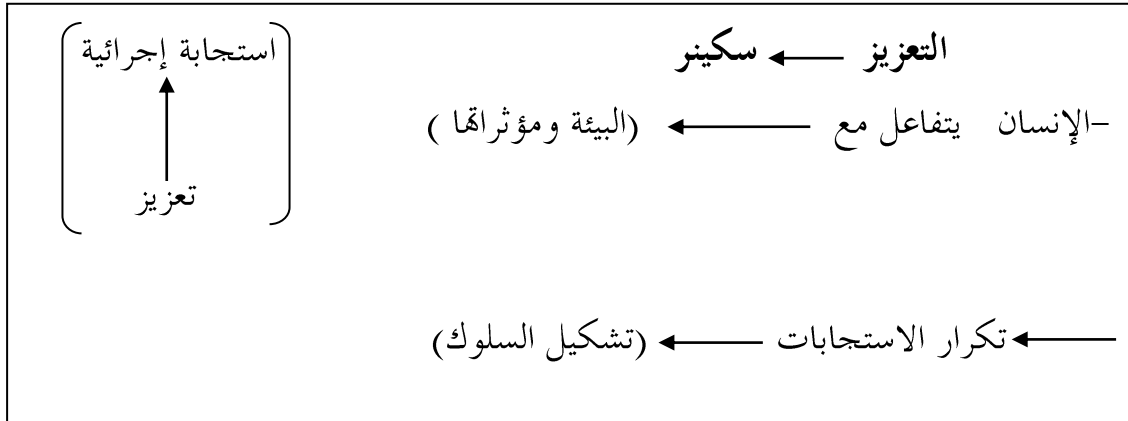 التعزيز سكينر
-الإنسان يتفاعل مع (البيئة ومؤثراتها )
تكرار الاستجابات (تشكيل السلوك)
استجابة إجرائية
تعزيز